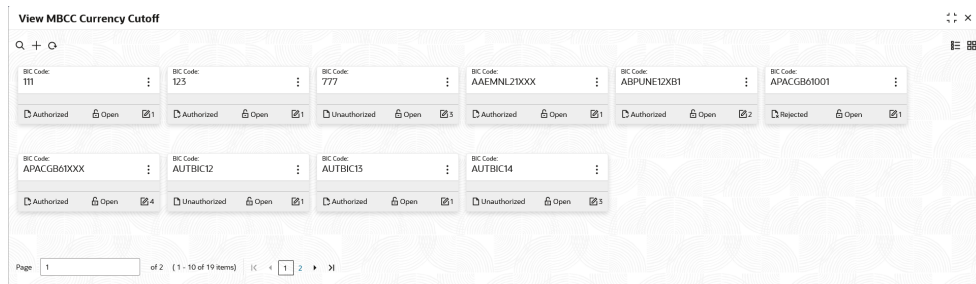 View MBCC Currency Cutoff
BIC Code: BIC Code: BIC Code: BIC Code: BIC Code: BIC Code:
111 123 777 AAEMNL21XXX ABPUNE12XB1 APACGB61001
Authorized Open 1 Authorized Open 1 Unauthorized Open 3 Authorized Open 1 Authorized Open 2 Rejected Open 1
BIC Code: BIC Code: BIC Code: BIC Code:
APACGB61XXX AUTBIC12 AUTBIC13 AUTBIC14
Authorized Open 4 Unauthorized Open 1 Authorized Open 1 Unauthorized Open 3
Page 1 of 2 (1 - 10 of 19 items) 1 2